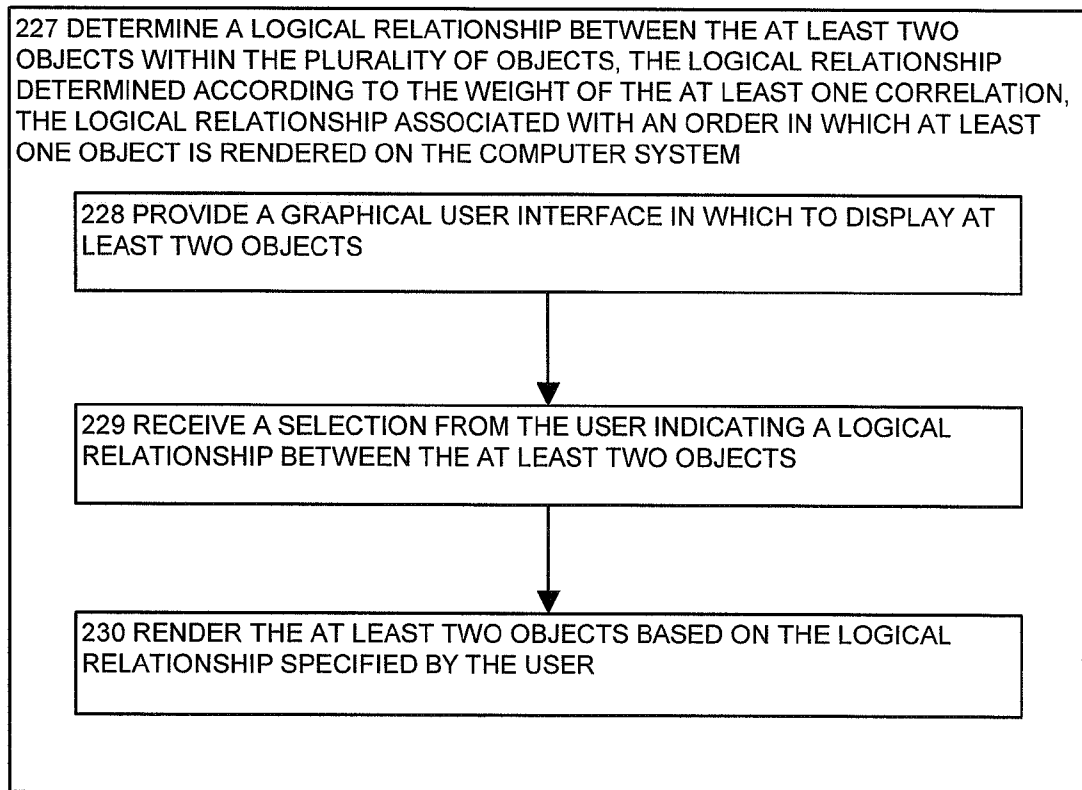 227 DETERMINE A LOGICAL RELATIONSHIP BETWEEN THE AT LEAST TWO
OBJECTS WITHIN THE PLURALITY OF OBJECTS, THE LOGICAL RELATIONSHIP
DETERMINED ACCORDING TO THE WEIGHT OF THE AT LEAST ONE CORRELATION,
THE LOGICAL RELATIONSHIP ASSOCIATED WITH AN ORDER IN WHICH AT LEAST
ONE OBJECT IS RENDERED ON THE COMPUTER SYSTEM
228 PROVIDE A GRAPHICAL USER INTERFACE IN WHICH TO DISPLAY AT
LEAST TWO OBJECTS
229 RECEIVE A SELECTION FROM THE USER INDICATING A LOGICAL
RELATIONSHIP BETWEEN THE AT LEAST TWO OBJECTS
230 RENDER THE AT LEAST TWO OBJECTS BASED ON THE LOGICAL
RELATIONSHIP SPECIFIED BY THE USER